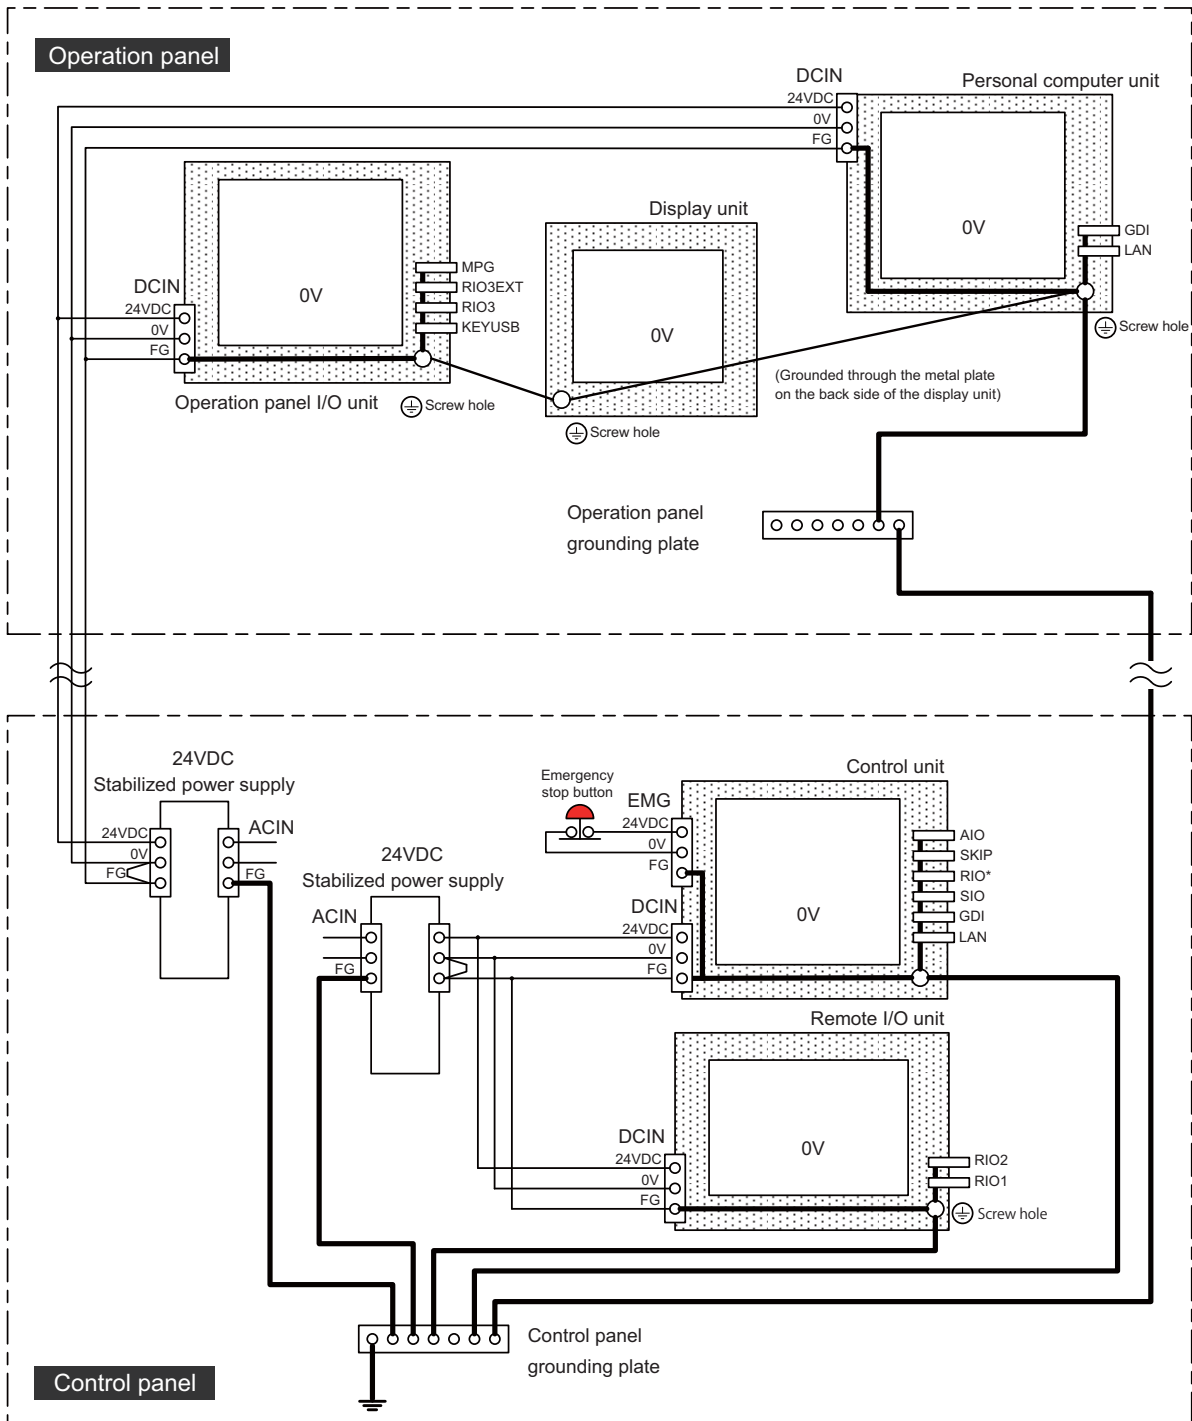 Operation panel
DCIN
Personal computer unit
24VDC
0V
FG
0V
GDI
LAN
Screw hole
Display unit
0V
(Grounded through the metal plate
on the back side of the display unit)
Screw hole
DCIN
24VDC
0V
FG
0V
MPG
RIO3EXT
RIO3
KEYUSB
Operation panel I/O unit
Screw hole
Operation panel
grounding plate
24VDC
Stabilized power supply
24VDC
0V
FG
ACIN
FG
24VDC
Stabilized power supply
ACIN
FG
Emergency
stop button
Control unit
EMG
24VDC
0V
FG
DCIN
24VDC
0V
FG
0V
AIO
SKIP
RIO*
SIO
GDI
LAN
Remote I/O unit
DCIN
24VDC
0V
FG
0V
RIO2
RIO1
Screw hole
Control panel
grounding plate
Control panel